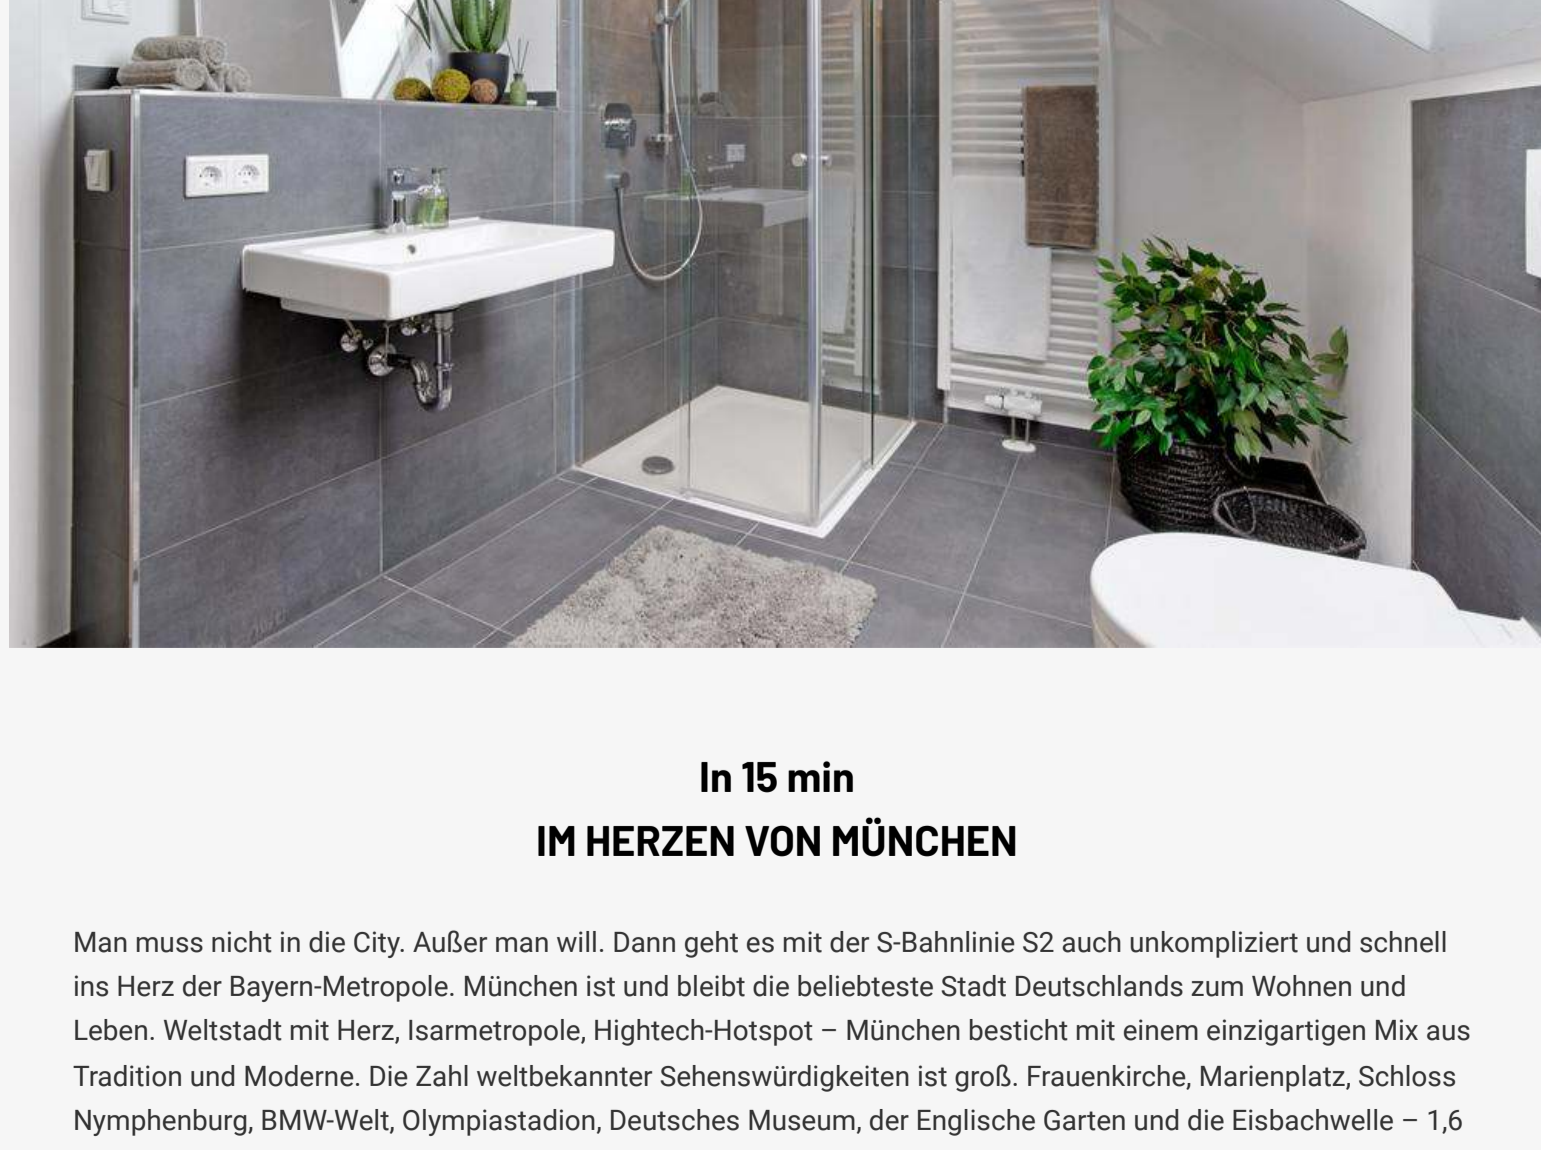 In 15 min
IM HERZEN VON MÜNCHEN
Man muss nicht in die City. Außer man will. Dann geht es mit der S-Bahnlinie S2 auch unkompliziert und schnell
ins Herz der Bayern-Metropole. München ist und bleibt die beliebteste Stadt Deutschlands zum Wohnen und
Leben. Weltstadt mit Herz, Isarmetropole, Hightech-Hotspot – München besticht mit einem einzigartigen Mix aus
Tradition und Moderne. Die Zahl weltbekannter Sehenswürdigkeiten ist groß. Frauenkirche, Marienplatz, Schloss
Nymphenburg, BMW-Welt, Olympiastadion, Deutsches Museum, der Englische Garten und die Eisbachwelle – 1,6